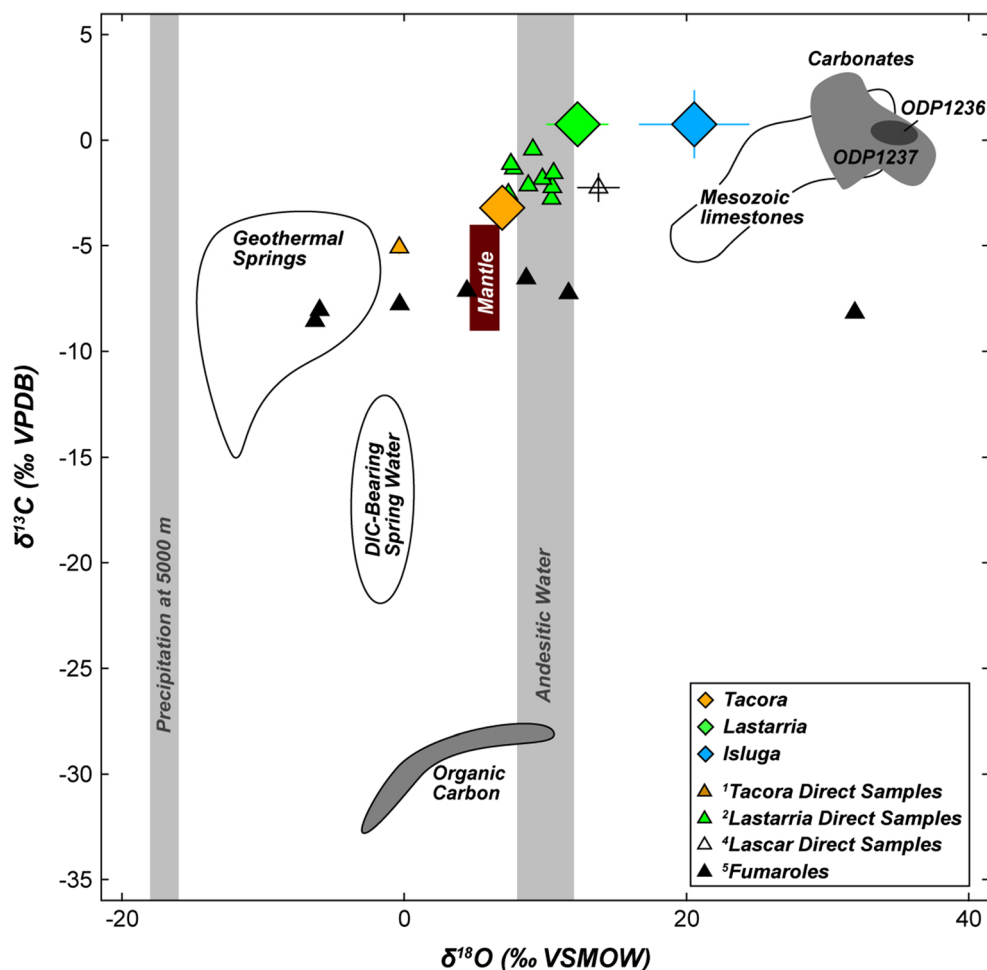 5
0
-5
-10
-15
-20
-25
-30
-35
-20
0
20
40
δ¹³C (‰ VPDB)
δ¹⁸O (‰ VSMOW)
Carbonates
ODP1236
ODP1237
Mesozoic
limestones
Geothermal
Springs
Mantle
DIC-Bearing
Spring Water
Precipitation at 5000 m
Andesitic Water
Organic
Carbon
Tacora
Lastarria
Isluga
¹Tacora Direct Samples
²Lastarria Direct Samples
⁴Lascar Direct Samples
⁵Fumaroles